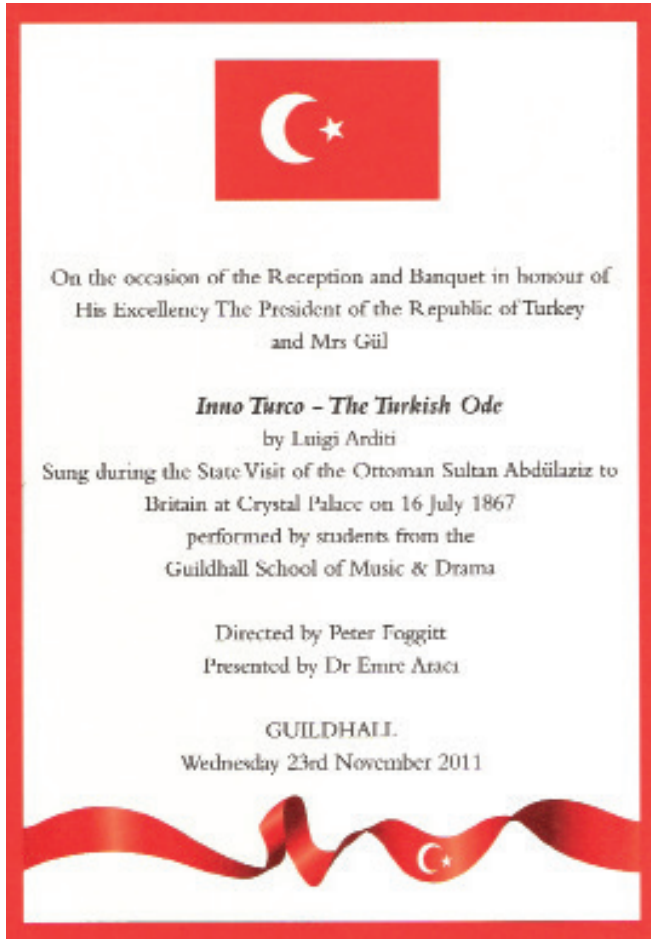 On the occasion of the Reception and Banquet in honour of
His Excellency The President of the Republic of Turkey
and Mrs Gül
Inno Turco – The Turkish Ode
by Luigi Arditi
Sung during the State Visit of the Ottoman Sultan Abdülaziz to
Britain at Crystal Palace on 16 July 1867
performed by students from the
Guildhall School of Music & Drama
Directed by Peter Foggitt
Presented by Dr Emre Aracı
GUILDHALL
Wednesday 23rd November 2011